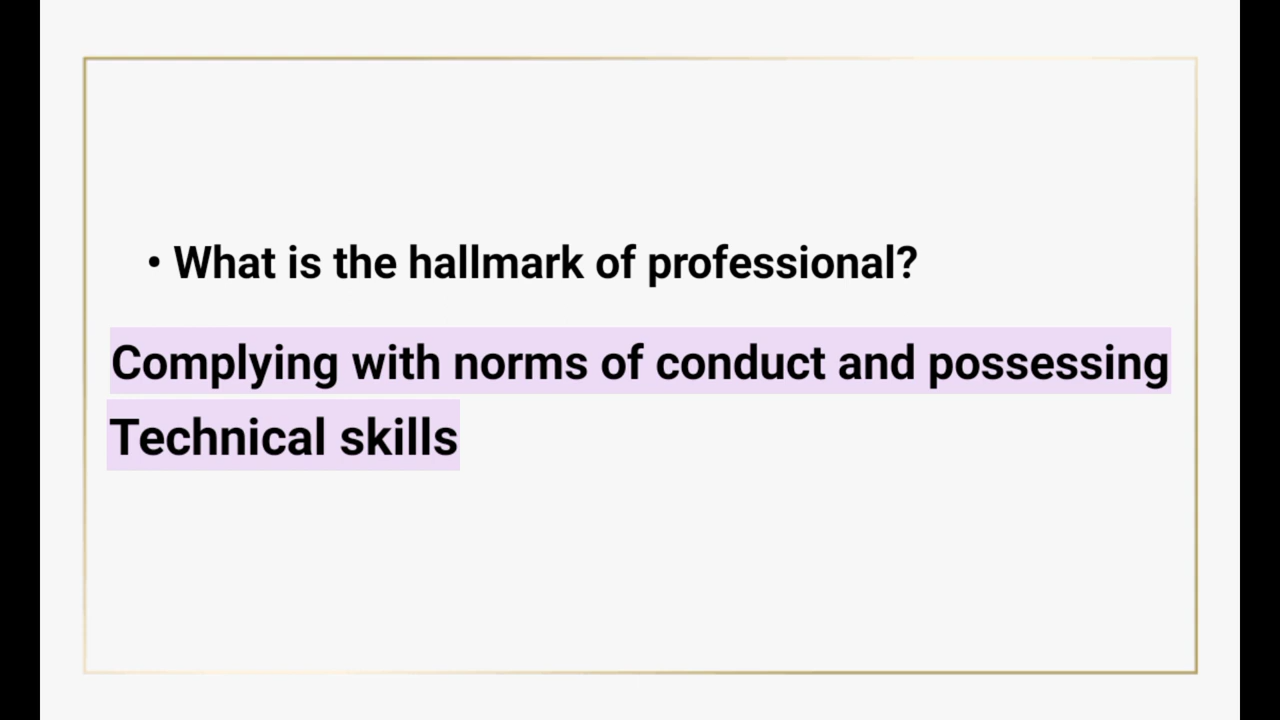 • What is the hallmark of professional?
Complying with norms of conduct and possessing
Technical skills